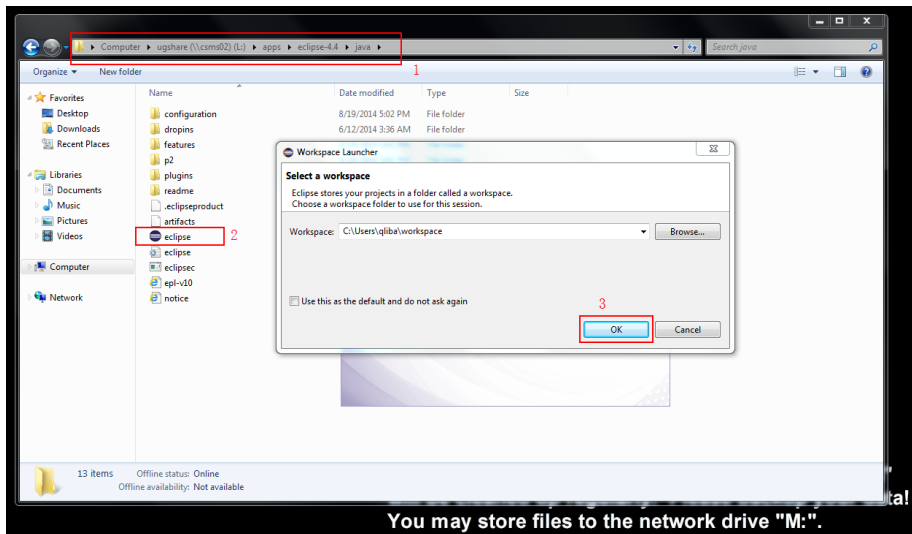 Computer ▸ ugshare (\\csms02) (L:) ▸ apps ▸ eclipse-4.4 ▸ java ▸
Search java
1
Organize ▾ New folder
Name Date modified Type Size
Favorites
Desktop
Downloads
Recent Places
Libraries
Documents
Music
Pictures
Videos
Computer
Network
configuration 8/19/2014 5:02 PM File folder
dropins 6/12/2014 3:36 AM File folder
features
p2
plugins
readme
.eclipseproduct
artifacts
eclipse 2
eclipse
eclipsec
epl-v10
notice
Workspace Launcher
Select a workspace
Eclipse stores your projects in a folder called a workspace.
Choose a workspace folder to use for this session.
Workspace: C:\Users\qliba\workspace Browse...
Use this as the default and do not ask again
3
OK Cancel
13 items Offline status: Online
Offline availability: Not available
You may store files to the network drive "M:".